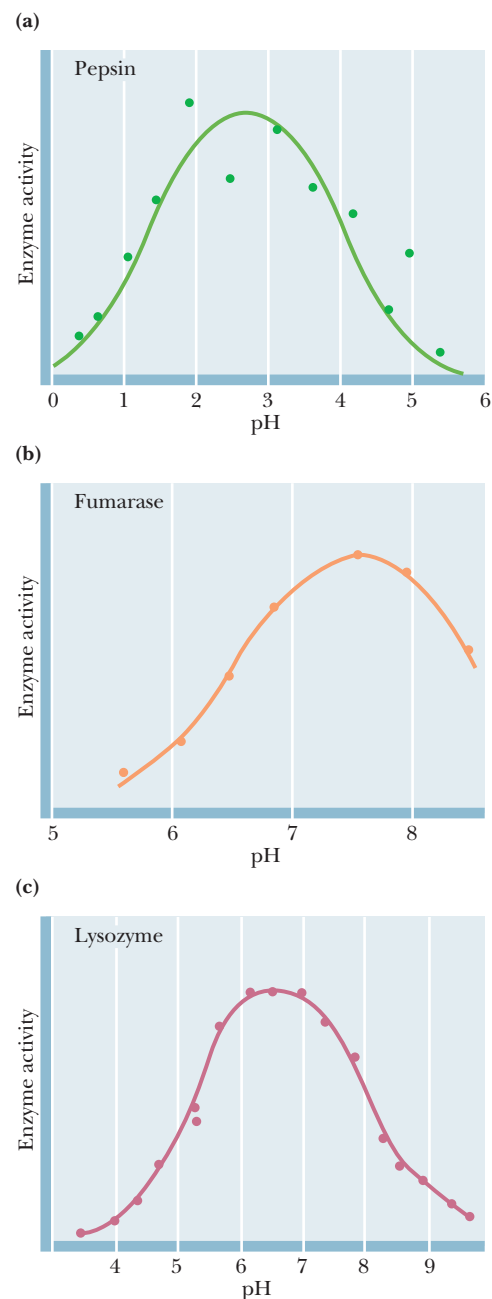 (a)
Pepsin
Enzyme activity
0 1 2 3 4 5 6
pH
(b)
Fumarase
Enzyme activity
5 6 7 8
pH
(c)
Lysozyme
Enzyme activity
4 5 6 7 8 9
pH